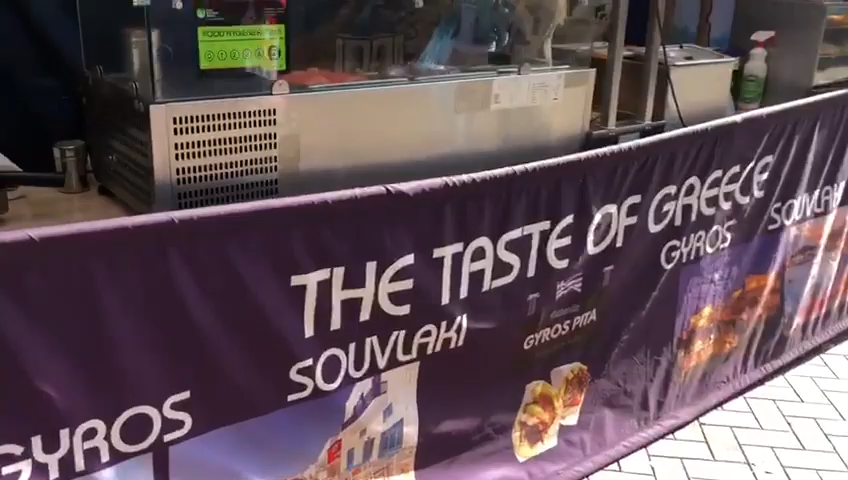 FOOD HYGIENE RATING
THE TASTE OF GREECE
GYROS
SOUVLAKI
GYROS PITA
GYROS
SOUVLAKI